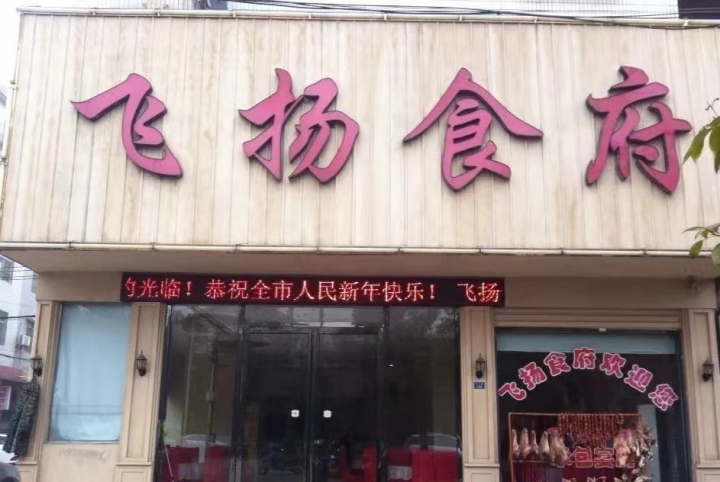 飞扬食府
光临！恭祝全市人民新年快乐！ 飞扬
飞扬食府欢迎您
包宴